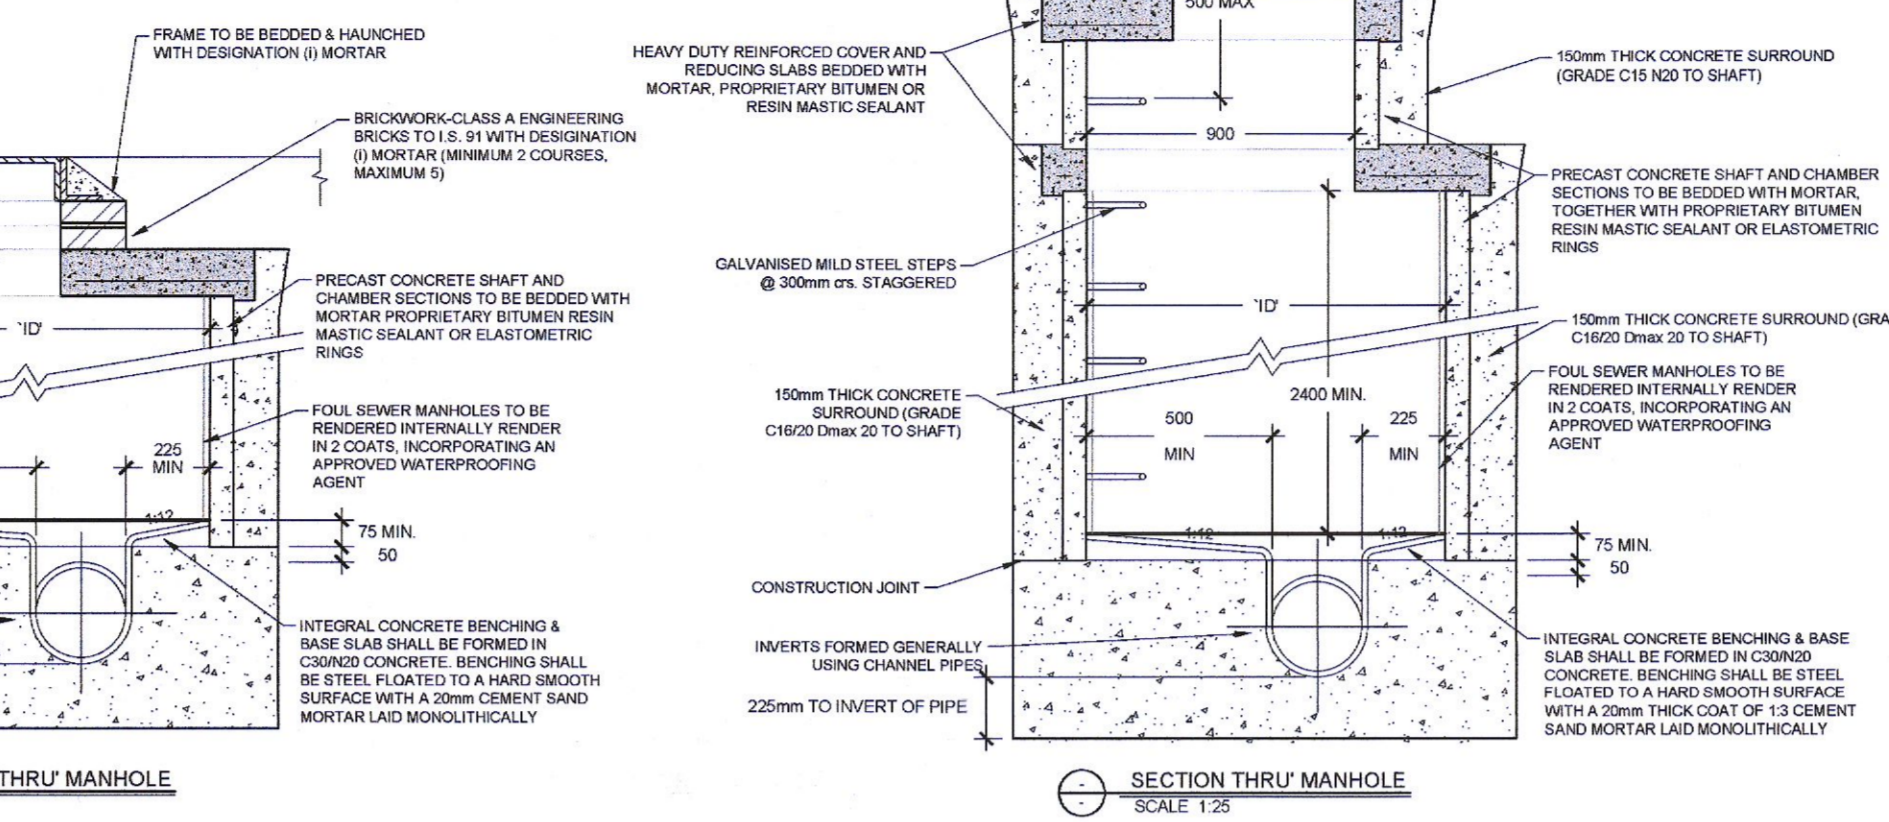 FRAME TO BE BEDDED & HAUNCHED
WITH DESIGNATION (i) MORTAR
BRICKWORK-CLASS A ENGINEERING
BRICKS TO I.S. 91 WITH DESIGINATION
(i) MORTAR (MINIMUM 2 COURSES,
MAXIMUM 5)
PRECAST CONCRETE SHAFT AND
CHAMBER SECTIONS TO BE BEDDED WITH
MORTAR PROPRIETARY BITUMEN RESIN
MASTIC SEALANT OR ELASTOMETRIC
RINGS
'ID'
FOUL SEWER MANHOLES TO BE
RENDERED INTERNALLY RENDER
IN 2 COATS, INCORPORATING AN
APPROVED WATERPROOFING
AGENT
225
MIN
1:12
75 MIN.
50
INTEGRAL CONCRETE BENCHING &
BASE SLAB SHALL BE FORMED IN
C30/N20 CONCRETE. BENCHING SHALL
BE STEEL FLOATED TO A HARD SMOOTH
SURFACE WITH A 20mm CEMENT SAND
MORTAR LAID MONOLITHICALLY
THRU' MANHOLE
500 MAX
HEAVY DUTY REINFORCED COVER AND
REDUCING SLABS BEDDED WITH
MORTAR, PROPRIETARY BITUMEN OR
RESIN MASTIC SEALANT
900
GALVANISED MILD STEEL STEPS
@ 300mm crs. STAGGERED
'ID'
150mm THICK CONCRETE
SURROUND (GRADE
C16/20 Dmax 20 TO SHAFT)
2400 MIN.
500
MIN
225
MIN
1:12
1:12
CONSTRUCTION JOINT
INVERTS FORMED GENERALLY
USING CHANNEL PIPES
225mm TO INVERT OF PIPE
150mm THICK CONCRETE SURROUND
(GRADE C15 N20 TO SHAFT)
PRECAST CONCRETE SHAFT AND CHAMBER
SECTIONS TO BE BEDDED WITH MORTAR,
TOGETHER WITH PROPRIETARY BITUMEN
RESIN MASTIC SEALANT OR ELASTOMETRIC
RINGS
150mm THICK CONCRETE SURROUND (GRA
C16/20 Dmax 20 TO SHAFT)
FOUL SEWER MANHOLES TO BE
RENDERED INTERNALLY RENDER
IN 2 COATS, INCORPORATING AN
APPROVED WATERPROOFING
AGENT
75 MIN.
50
INTEGRAL CONCRETE BENCHING & BASE
SLAB SHALL BE FORMED IN C30/N20
CONCRETE. BENCHING SHALL BE STEEL
FLOATED TO A HARD SMOOTH SURFACE
WITH A 20mm THICK COAT OF 1:3 CEMENT
SAND MORTAR LAID MONOLITHICALLY
SECTION THRU' MANHOLE
SCALE 1:25